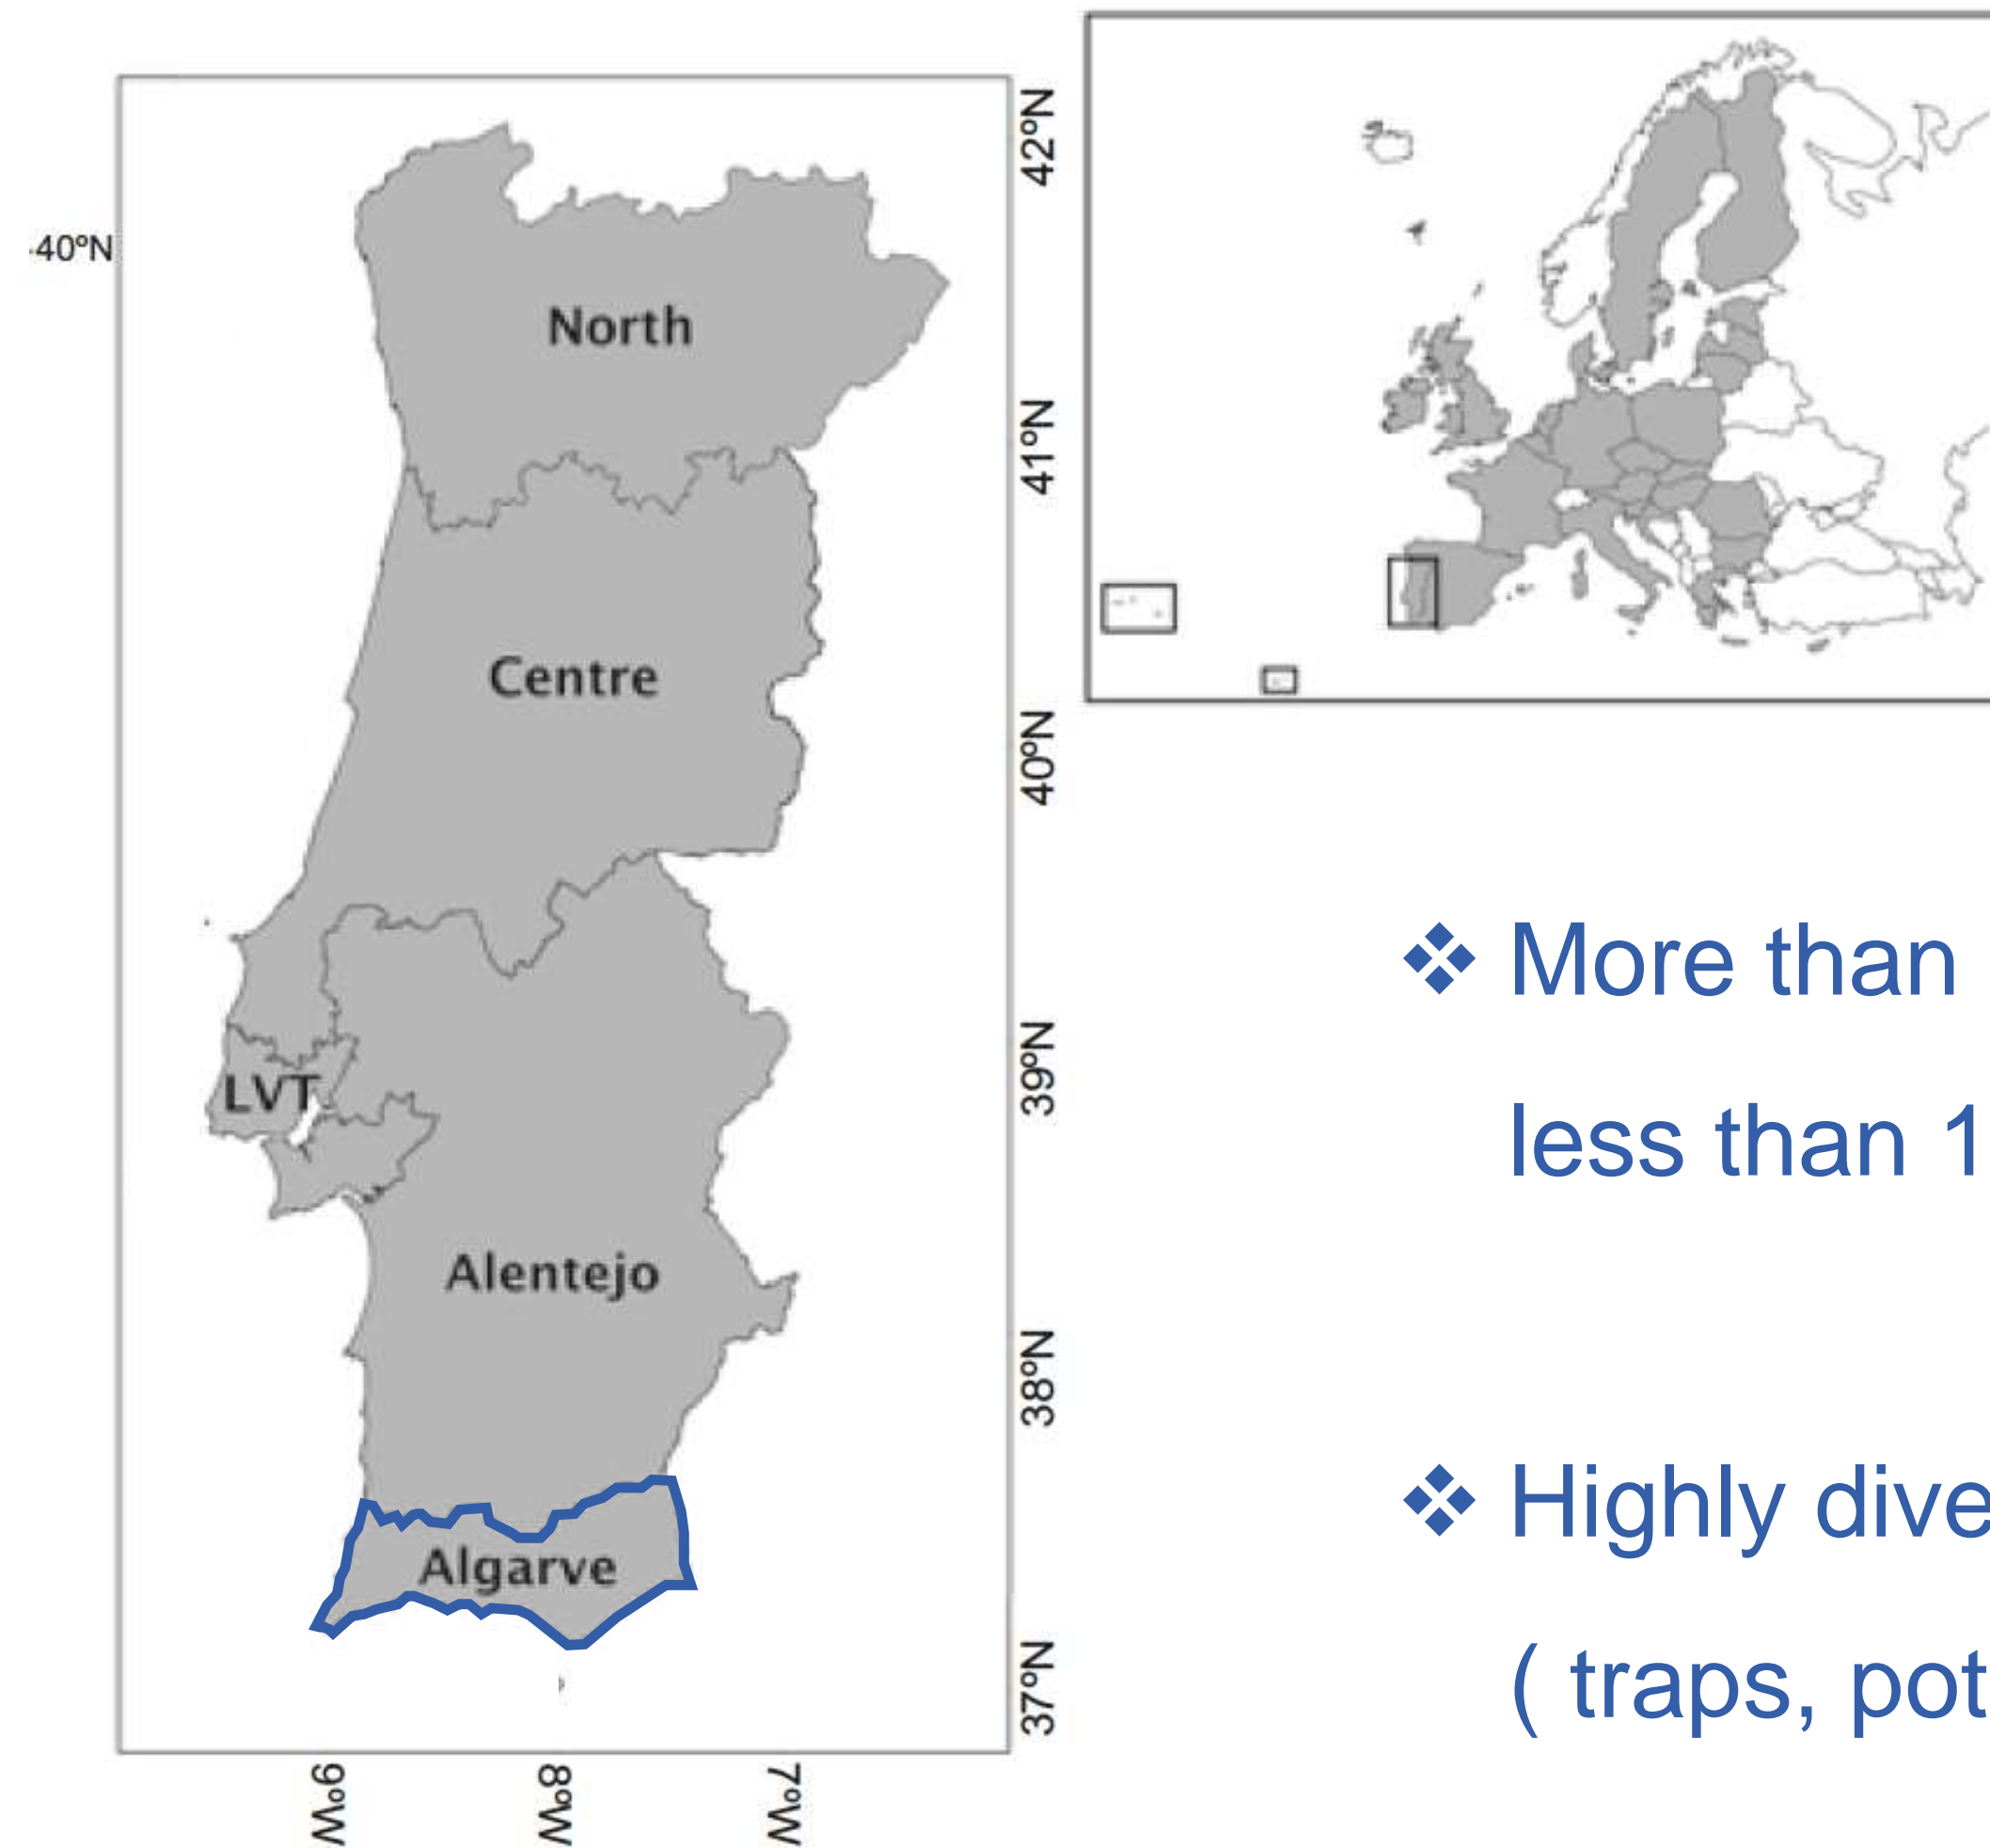 -40ºN
North
Centre
LVT
Alentejo
Algarve
42ºN
41ºN
40ºN
39ºN
38ºN
37ºN
9ºW
8ºW
7ºW
❖ More than
less than 1
❖ Highly dive
( traps, pot